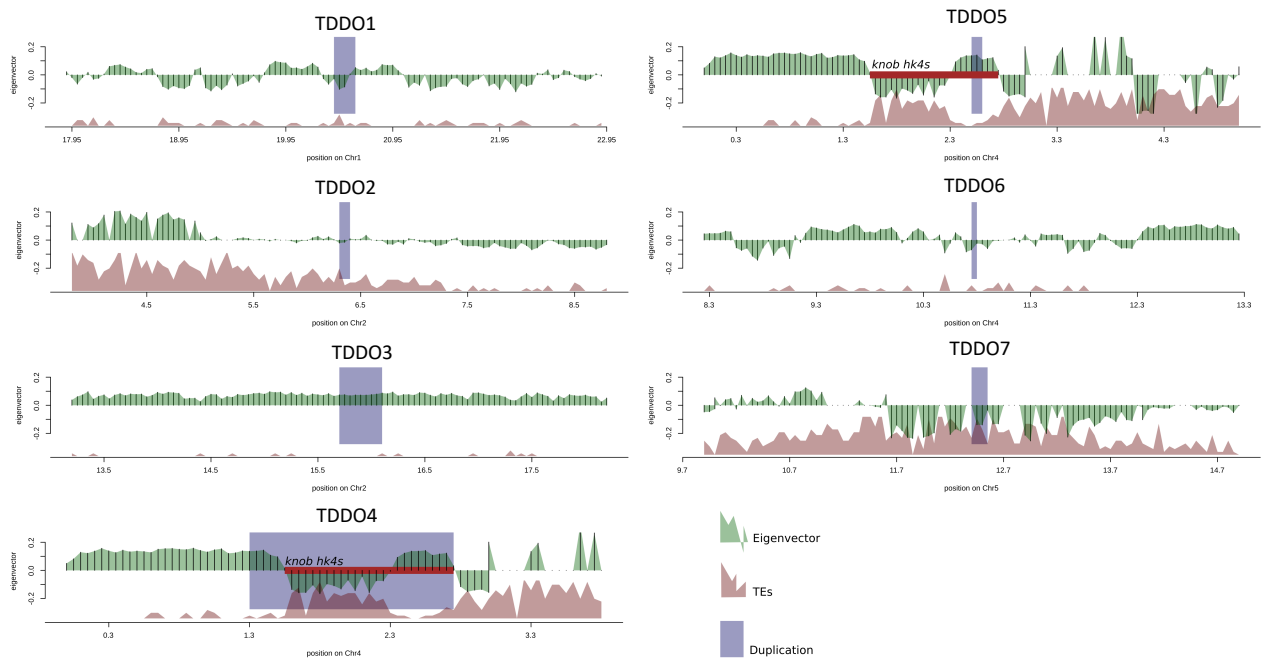 TDDO1
eigenvector
0.2
0.0
-0.2
17.95 18.95 19.95 20.95 21.95 22.95
position on Chr1
TDDO2
eigenvector
0.2
0.0
-0.2
4.5 5.5 6.5 7.5 8.5
position on Chr2
TDDO3
eigenvector
0.2
0.0
-0.2
13.5 14.5 15.5 16.5 17.5
position on Chr2
TDDO4
eigenvector
0.2
0.0
-0.2
knob hk4s
0.3 1.3 2.3 3.3
position on Chr4
TDDO5
eigenvector
0.2
0.0
-0.2
knob hk4s
0.3 1.3 2.3 3.3 4.3
position on Chr4
TDDO6
eigenvector
0.2
0.0
-0.2
8.3 9.3 10.3 11.3 12.3 13.3
position on Chr4
TDDO7
eigenvector
0.2
0.0
-0.2
9.7 10.7 11.7 12.7 13.7 14.7
position on Chr5
Eigenvector
TEs
Duplication